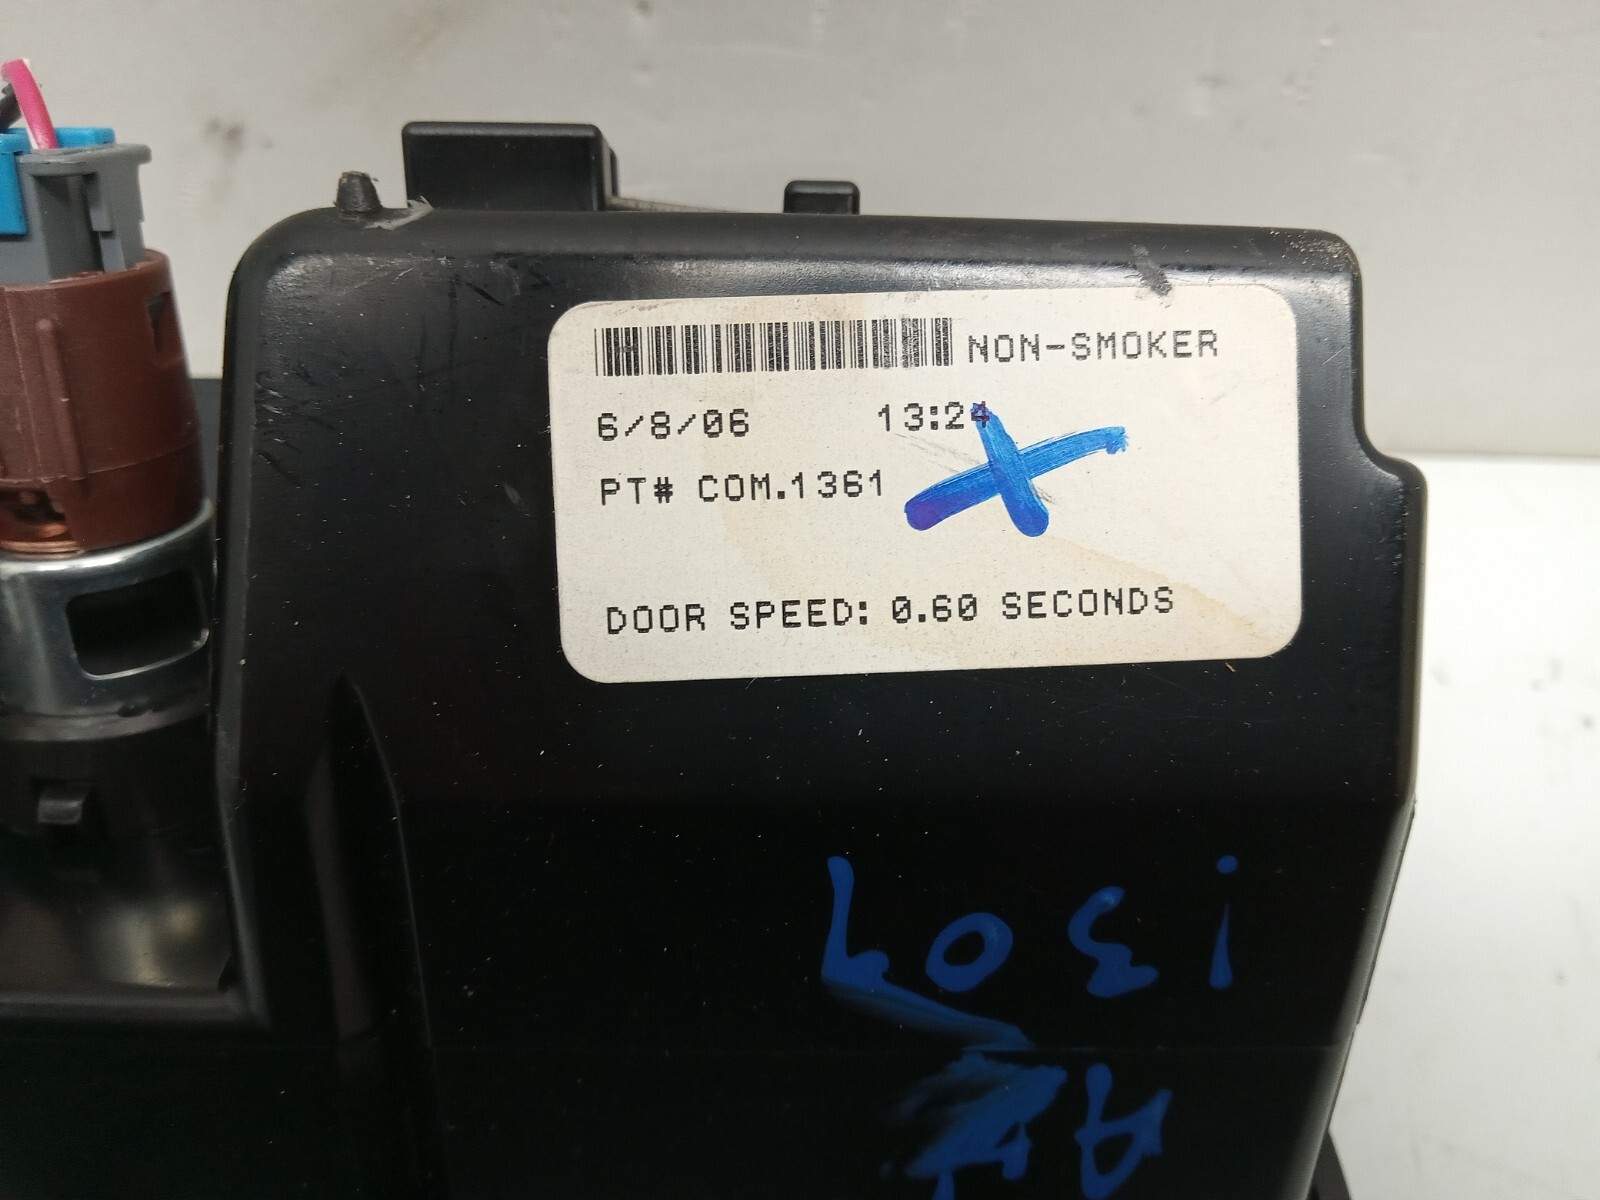 NON-SMOKER
6/8/06 13:24
PT# COM.1361
DOOR SPEED: 0.60 SECONDS